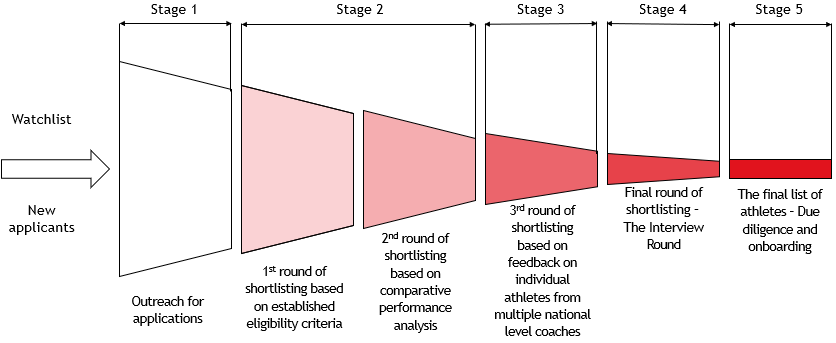 Stage 1
Stage 2
Stage 3
Stage 4
Stage 5
Watchlist
New
applicants
Outreach for
applications
1st round of
shortlisting based
on established
eligibility criteria
2nd round of
shortlisting
based on
comparative
performance
analysis
3rd round of
shortlisting
based on
feedback on
individual
athletes from
multiple national
level coaches
Final round of
shortlisting –
The Interview
Round
The final list of
athletes – Due
diligence and
onboarding